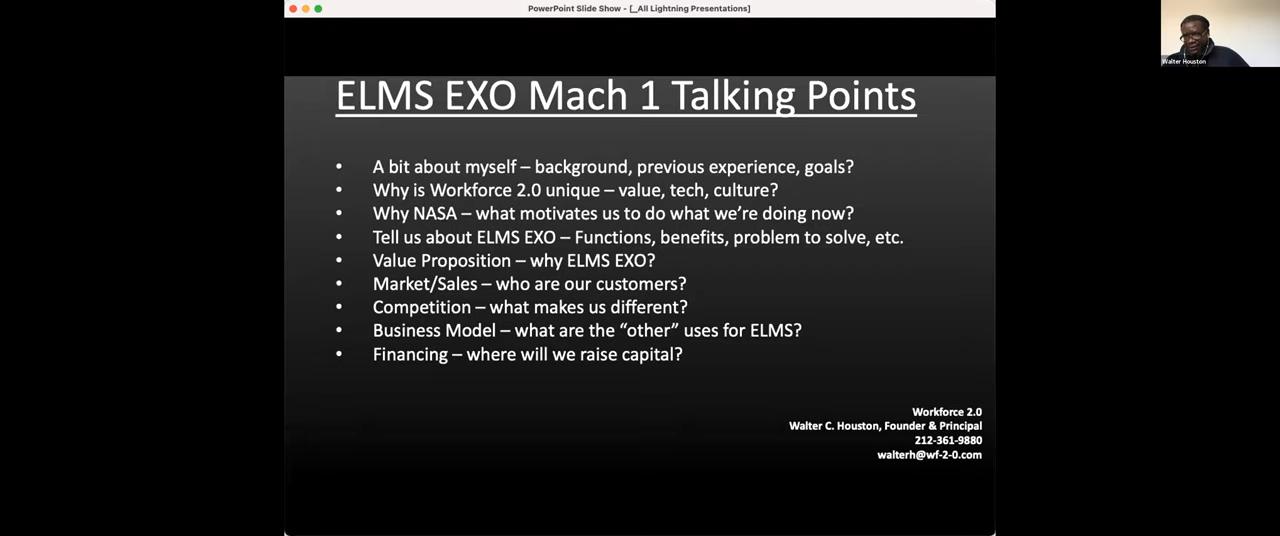 PowerPoint Slide Show - [_All Lightning Presentations]
Walter Houston
ELMS EXO Mach 1 Talking Points
• A bit about myself – background, previous experience, goals?
• Why is Workforce 2.0 unique – value, tech, culture?
• Why NASA – what motivates us to do what we’re doing now?
• Tell us about ELMS EXO – Functions, benefits, problem to solve, etc.
• Value Proposition – why ELMS EXO?
• Market/Sales – who are our customers?
• Competition – what makes us different?
• Business Model – what are the “other” uses for ELMS?
• Financing – where will we raise capital?
Workforce 2.0
Walter C. Houston, Founder & Principal
212-361-9880
walterh@wf-2-0.com